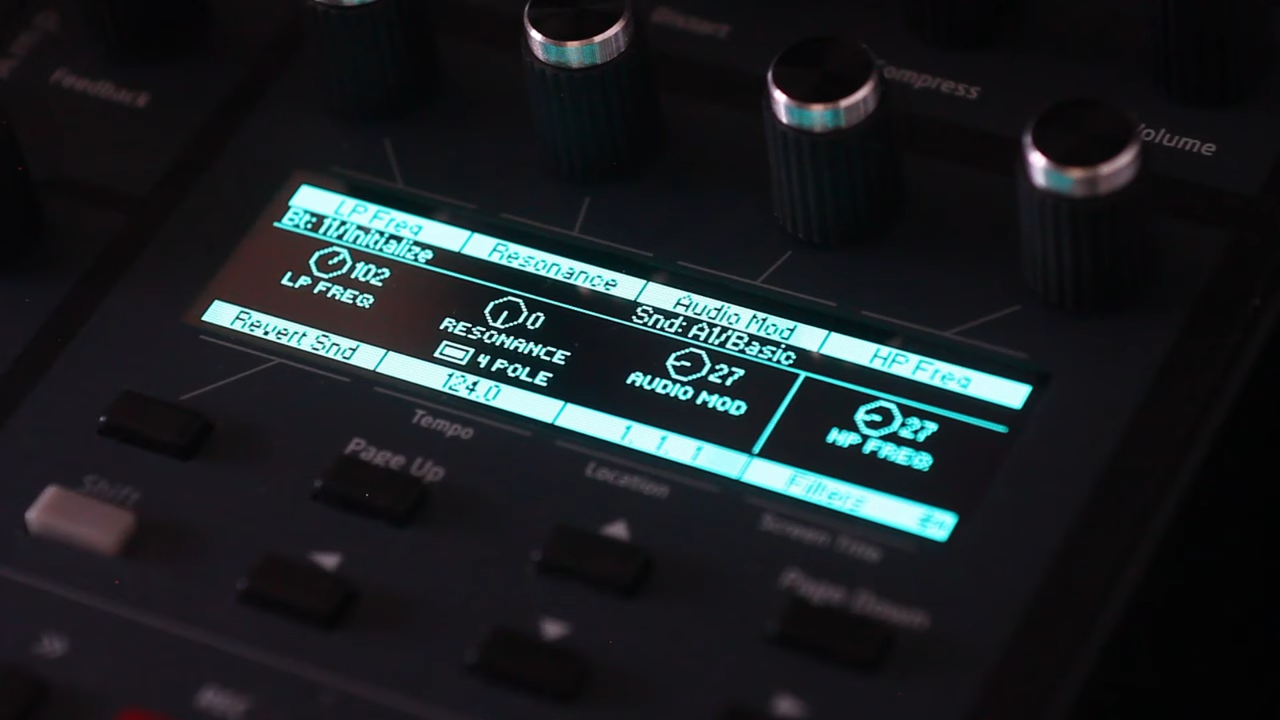 Feedback
Compress
Volume
LP Freq
Resonance
Audio Mod
HP Freq
Bt: 11/Initialize
Snd: A1/Basic
102
LP FREQ
0
RESONANCE
4 POLE
27
AUDIO MOD
27
HP FREQ
Revert Snd
124.0
1. 1. 1
Filters
Tempo
Location
Screen Title
Shift
Page Up
Page Down